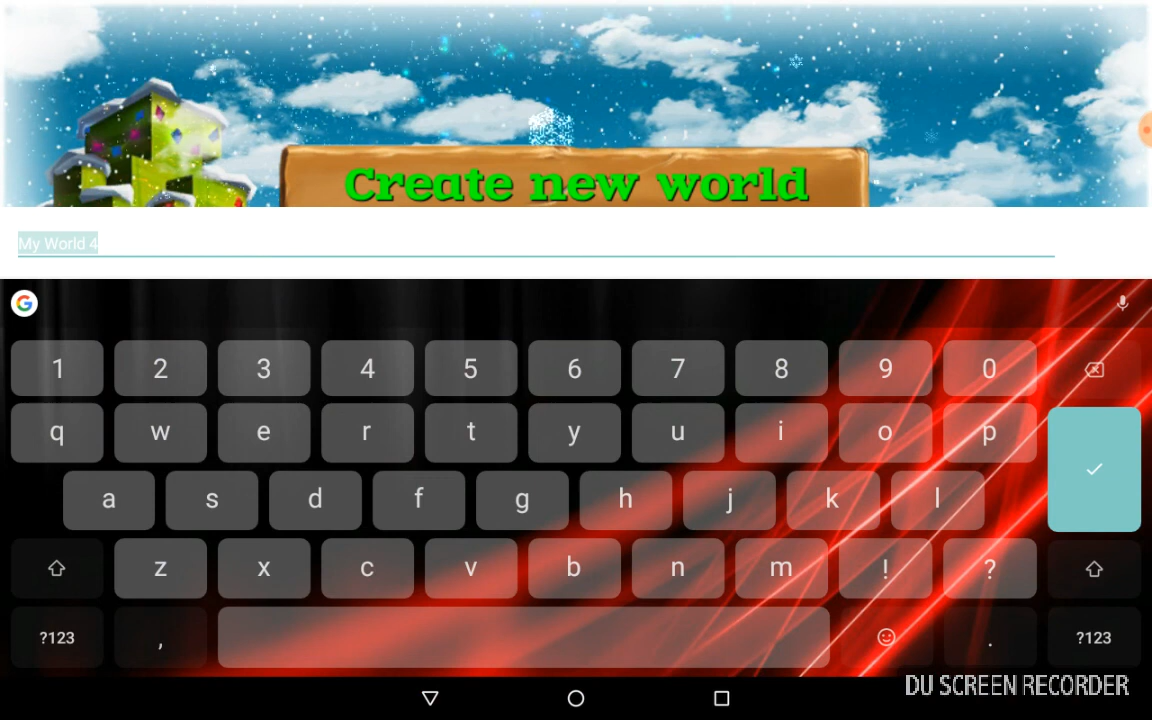 Create new world
My World 4
1 2 3 4 5 6 7 8 9 0
q w e r t y u i o p
a s d f g h j k l
z x c v b n m ! ?
?123 , . ?123
DU SCREEN RECORDER